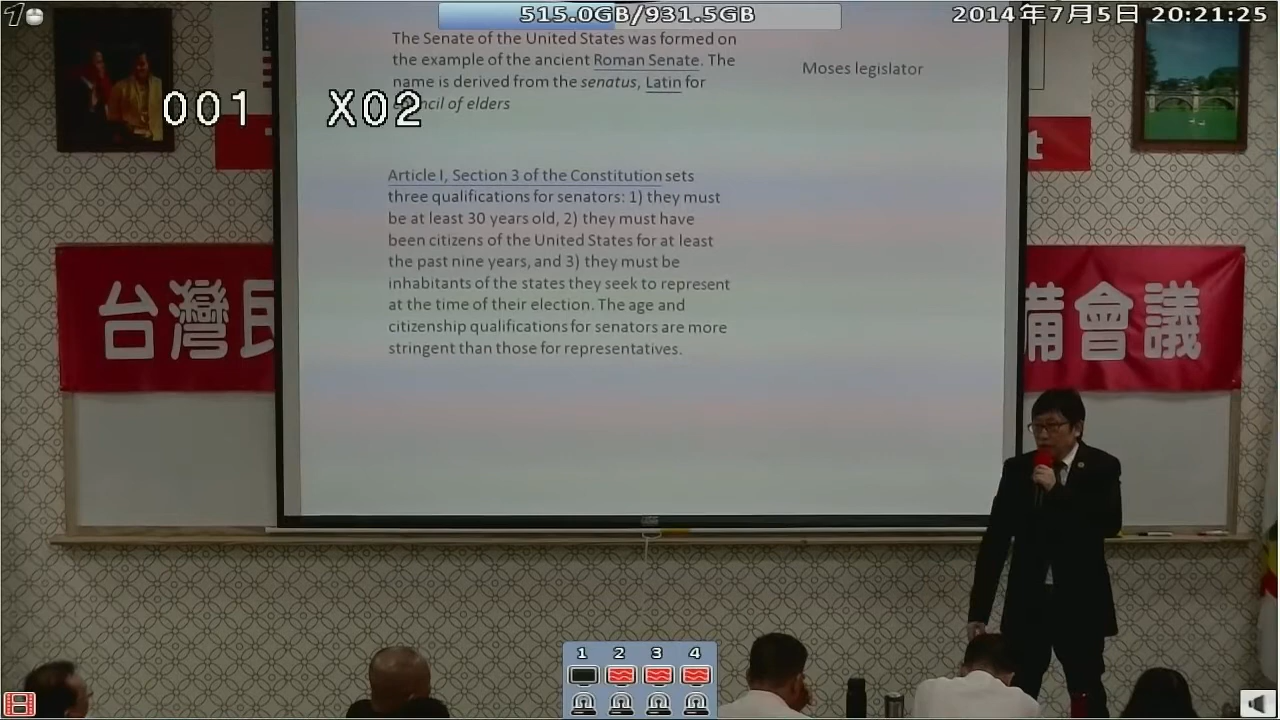 515.0GB/931.5GB
2014年7月5日 20:21:25
1
001 X02
The Senate of the United States was formed on
the example of the ancient Roman Senate. The
name is derived from the senatus, Latin for
council of elders
Moses legislator
Article I, Section 3 of the Constitution sets
three qualifications for senators: 1) they must
be at least 30 years old, 2) they must have
been citizens of the United States for at least
the past nine years, and 3) they must be
inhabitants of the states they seek to represent
at the time of their election. The age and
citizenship qualifications for senators are more
stringent than those for representatives.
t
台灣民
備會議
1 2 3 4